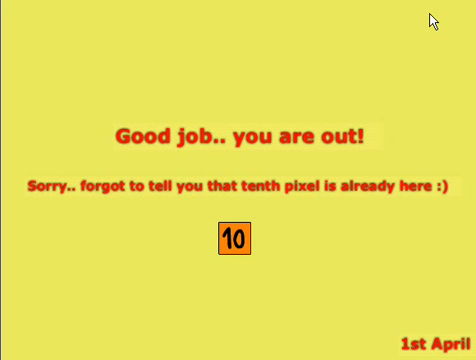 Good job.. you are out!
Sorry.. forgot to tell you that tenth pixel is already here :)
10
1st April